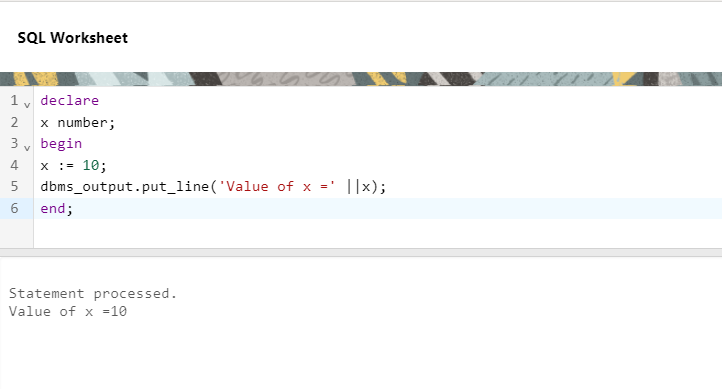 SQL Worksheet
1 declare
2 x number;
3 begin
4 x := 10;
5 dbms_output.put_line('Value of x =' ||x);
6 end;
Statement processed.
Value of x =10